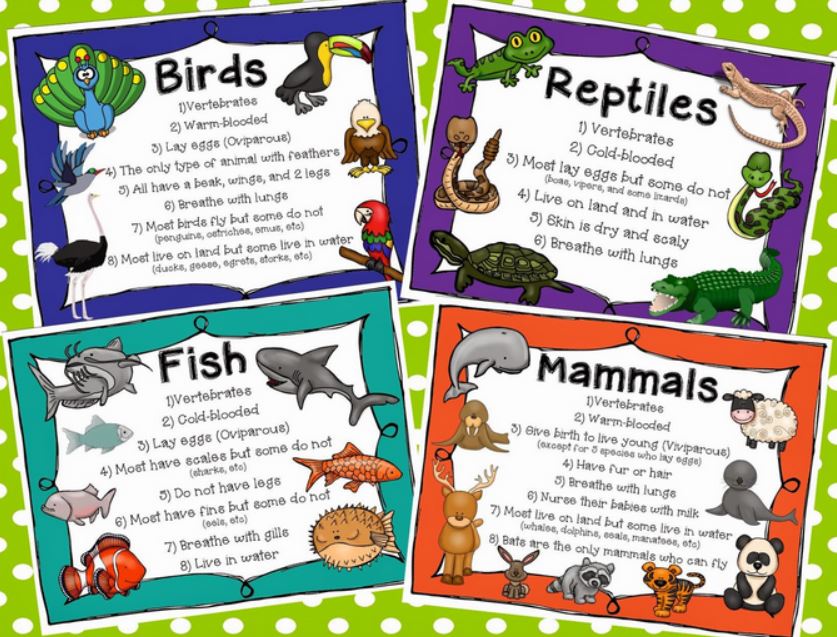 Birds
1)Vertebrates
2) Warm-blooded
3) Lay eggs (Oviparous)
4) The only type of animal with feathers
5) All have a beak, wings, and 2 legs
6) Breathe with lungs
7) Most birds fly but some do not
(penguins, ostriches, emus, etc)
8) Most live on land but some live in water
(ducks, geese, egrets, storks, etc)
Reptiles
1) Vertebrates
2) Cold-blooded
3) Most lay eggs but some do not
(boas, vipers, and some lizards)
4) Live on land and in water
5) Skin is dry and scaly
6) Breathe with lungs
Fish
1)Vertebrates
2) Cold-blooded
3) Lay eggs (Oviparous)
4) Most have scales but some do not
(sharks, etc)
5) Do not have legs
6) Most have fins but some do not
(eels, etc)
7) Breathe with gills
8) Live in water
Mammals
1)Vertebrates
2) Warm-blooded
3) Give birth to live young (Viviparous)
(except for 5 species who lay eggs)
4) Have fur or hair
5) Breathe with lungs
6) Nurse their babies with milk
7) Most live on land but some live in water
(whales, dolphins, seals, manatees, etc)
8) Bats are the only mammals who can fly